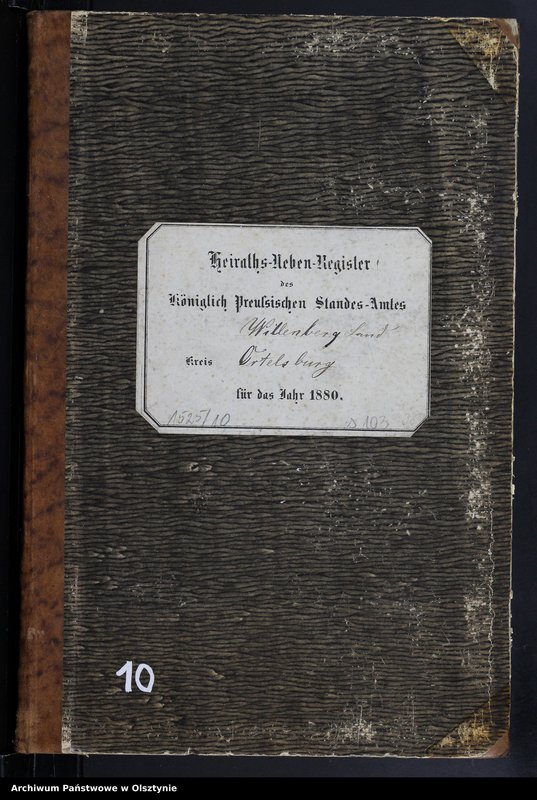 Heiraths-Neben-Register
des
Königlich Preußischen Standes-Amtes
Willenberg Land
Kreis Ortelsburg
für das Jahr 1880.
1525/10 s 103
10
Archiwum Państwowe w Olsztynie